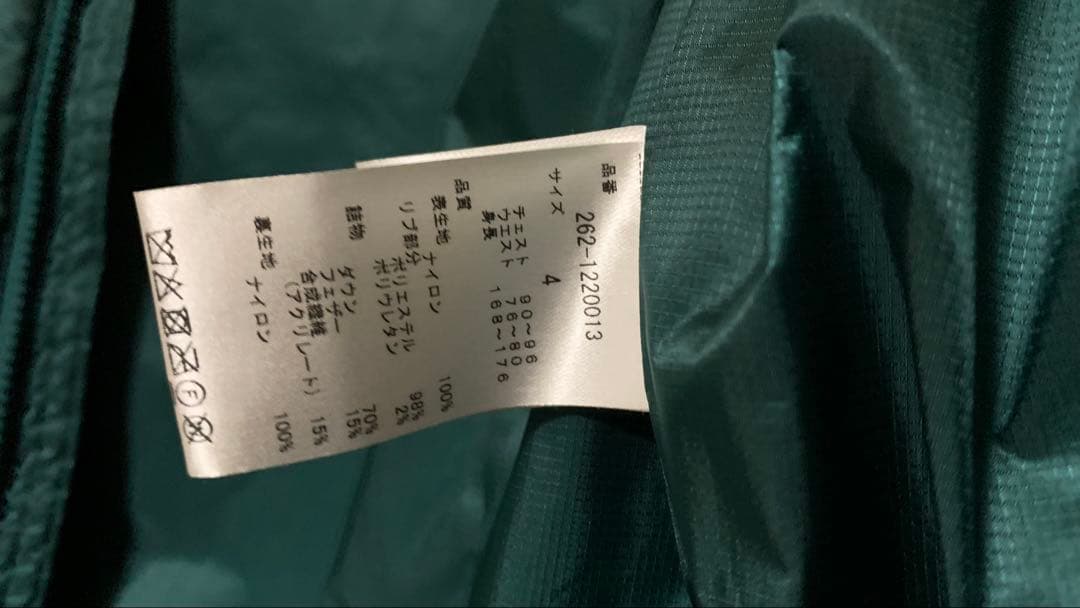 品番 262-1220013
サイズ 4
チェスト 90～96
ウエスト 76～80
身長 168～176
品質
表生地 ナイロン 100%
リブ部分 ポリエステル 98%
ポリウレタン 2%
詰物 ダウン 70%
フェザー 15%
合成繊維
(アクリレート) 15%
裏生地 ナイロン 100%
F